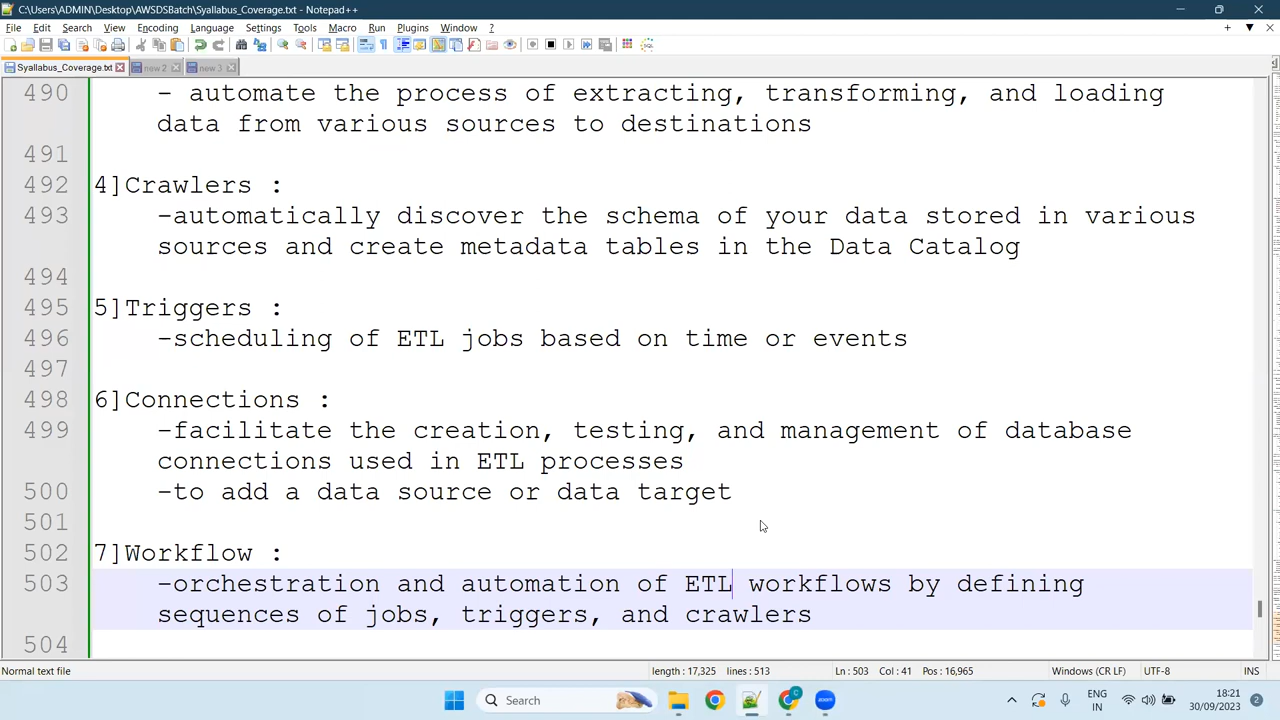 C:\Users\ADMIN\Desktop\AWSDSBatch\Syallabus_Coverage.txt - Notepad++
File Edit Search View Encoding Language Settings Tools Macro Run Plugins Window ?
Syallabus_Coverage.txt new 2 new 3
490 - automate the process of extracting, transforming, and loading
data from various sources to destinations
491
492 4]Crawlers :
493 -automatically discover the schema of your data stored in various
sources and create metadata tables in the Data Catalog
494
495 5]Triggers :
496 -scheduling of ETL jobs based on time or events
497
498 6]Connections :
499 -facilitate the creation, testing, and management of database
connections used in ETL processes
500 -to add a data source or data target
501
502 7]Workflow :
503 -orchestration and automation of ETL workflows by defining
sequences of jobs, triggers, and crawlers
504
Normal text file length : 17,325 lines : 513 Ln : 503 Col : 41 Pos : 16,965 Windows (CR LF) UTF-8 INS
Search zoom ENG 18:21
IN 30/09/2023 2